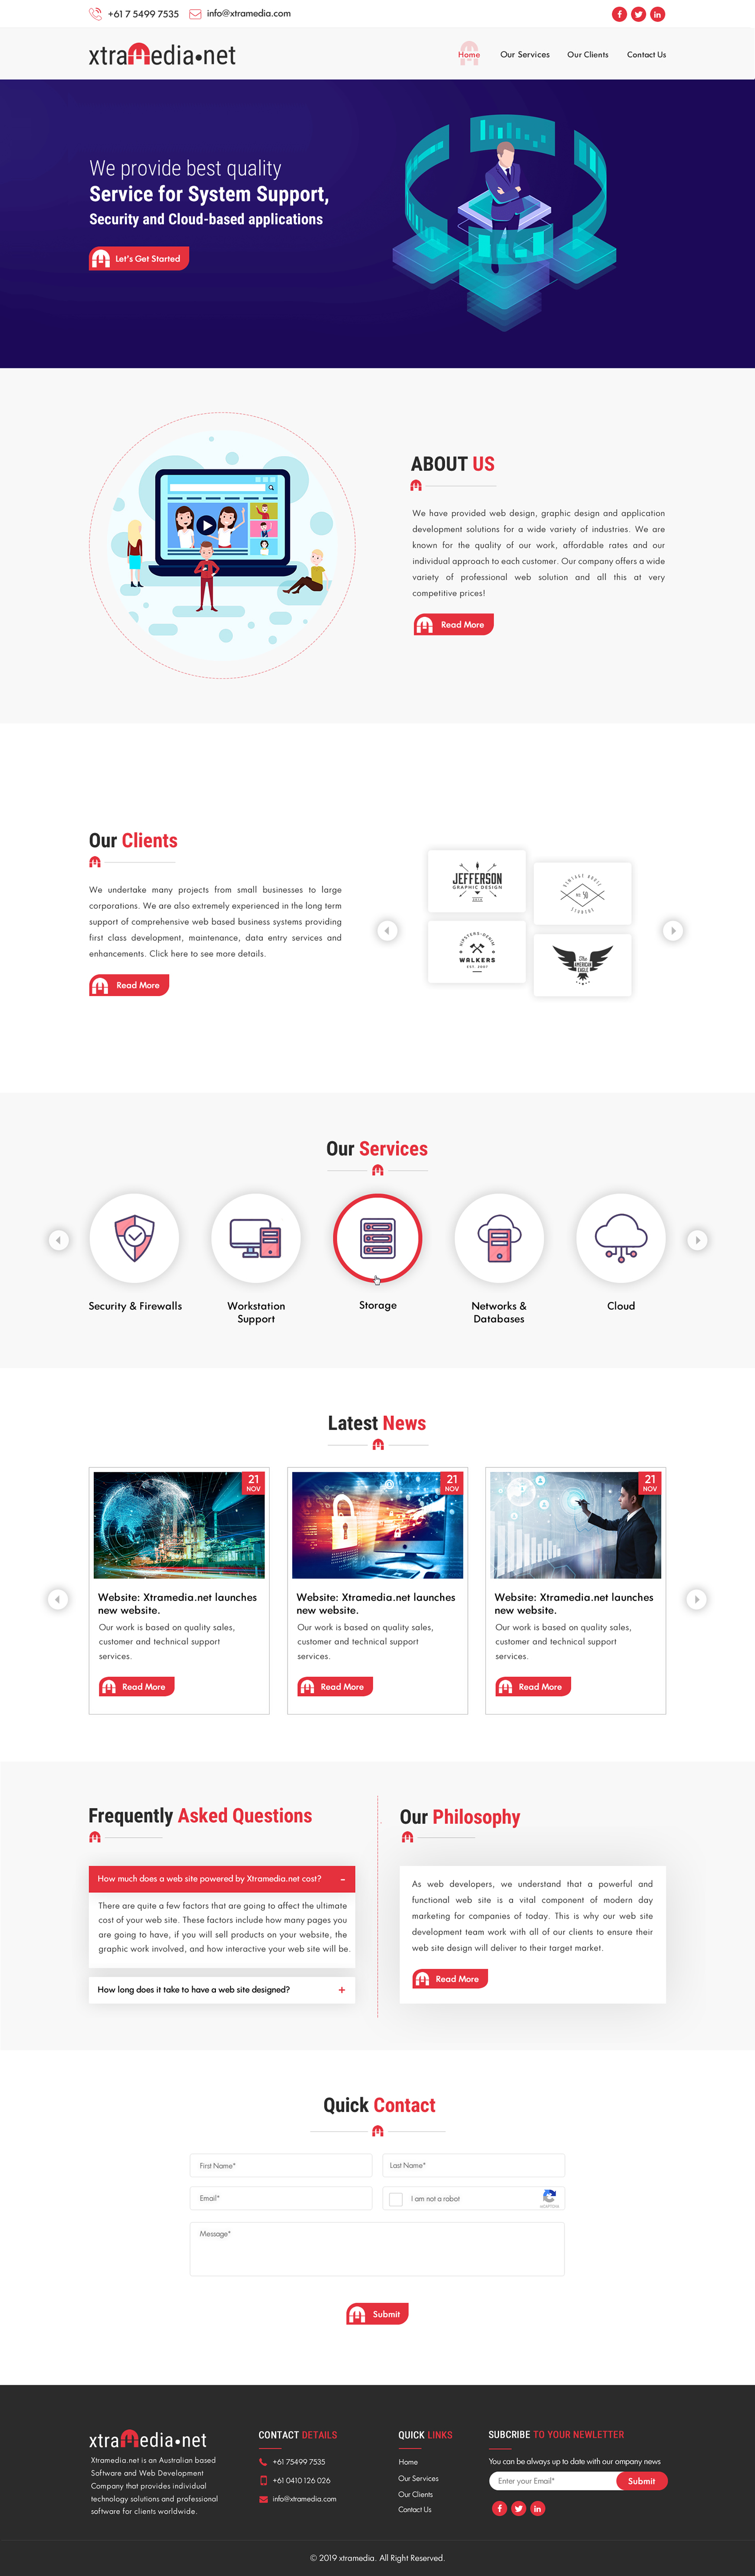 +61 7 5499 7535 info@xtramedia.com
xtramedia•net
Home Our Services Our Clients Contact Us
We provide best quality
Service for System Support,
Security and Cloud-based applications
Let's Get Started
ABOUT US
We have provided web design, graphic design and application
development solutions for a wide variety of industries. We are
known for the quality of our work, affordable rates and our
individual approach to each customer. Our company offers a wide
variety of professional web solution and all this at very
competitive prices!
Read More
Our Clients
We undertake many projects from small businesses to large
corporations. We are also extremely experienced in the long term
support of comprehensive web based business systems providing
first class development, maintenance, data entry services and
enhancements. Click here to see more details.
Read More
JEFFERSON
GRAPHIC DESIGN
VINTAGE
STUDIOS
HIPSTERS-DENIM
WALKERS
EST. 2007
The
AMERICAN
EAGLE
Our Services
Security & Firewalls
Workstation
Support
Storage
Networks &
Databases
Cloud
Latest News
21
NOV
Website: Xtramedia.net launches
new website.
Our work is based on quality sales,
customer and technical support
services.
Read More
21
NOV
Website: Xtramedia.net launches
new website.
Our work is based on quality sales,
customer and technical support
services.
Read More
21
NOV
Website: Xtramedia.net launches
new website.
Our work is based on quality sales,
customer and technical support
services.
Read More
Frequently Asked Questions
How much does a web site powered by Xtramedia.net cost? -
There are quite a few factors that are going to affect the ultimate
cost of your web site. These factors include how many pages you
are going to have, if you will sell products on your website, the
graphic work involved, and how interactive your web site will be.
How long does it take to have a web site designed? +
Our Philosophy
As web developers, we understand that a powerful and
functional web site is a vital component of modern day
marketing for companies of today. This is why our web site
development team work with all of our clients to ensure their
web site design will deliver to their target market.
Read More
Quick Contact
First Name* Last Name*
Email* I am not a robot
reCAPTCHA
Message*
Submit
xtramedia•net
Xtramedia.net is an Australian based
Software and Web Development
Company that provides individual
technology solutions and professional
software for clients worldwide.
CONTACT DETAILS
+61 75499 7535
+61 0410 126 026
info@xtramedia.com
QUICK LINKS
Home
Our Services
Our Clients
Contact Us
SUBCRIBE TO YOUR NEWLETTER
You can be always up to date with our ompany news
Enter your Email* Submit
© 2019 xtramedia. All Right Reserved.